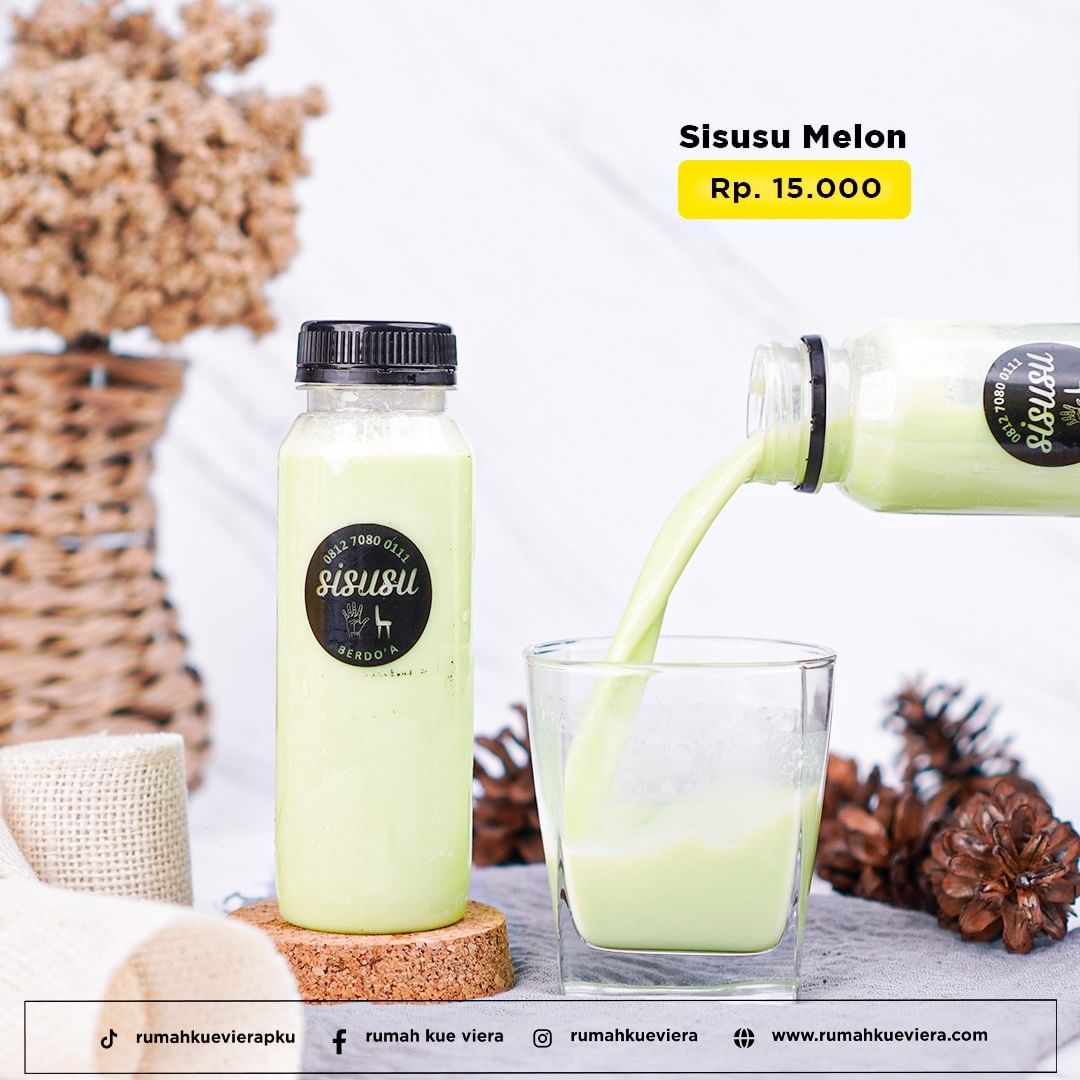 Sisusu Melon
Rp. 15.000
0812 7080 0111
sisusu
BERDO'A
0812 7080 0111
sisusu
rumahkuevierapku
rumah kue viera
rumahkueviera
www.rumahkueviera.com